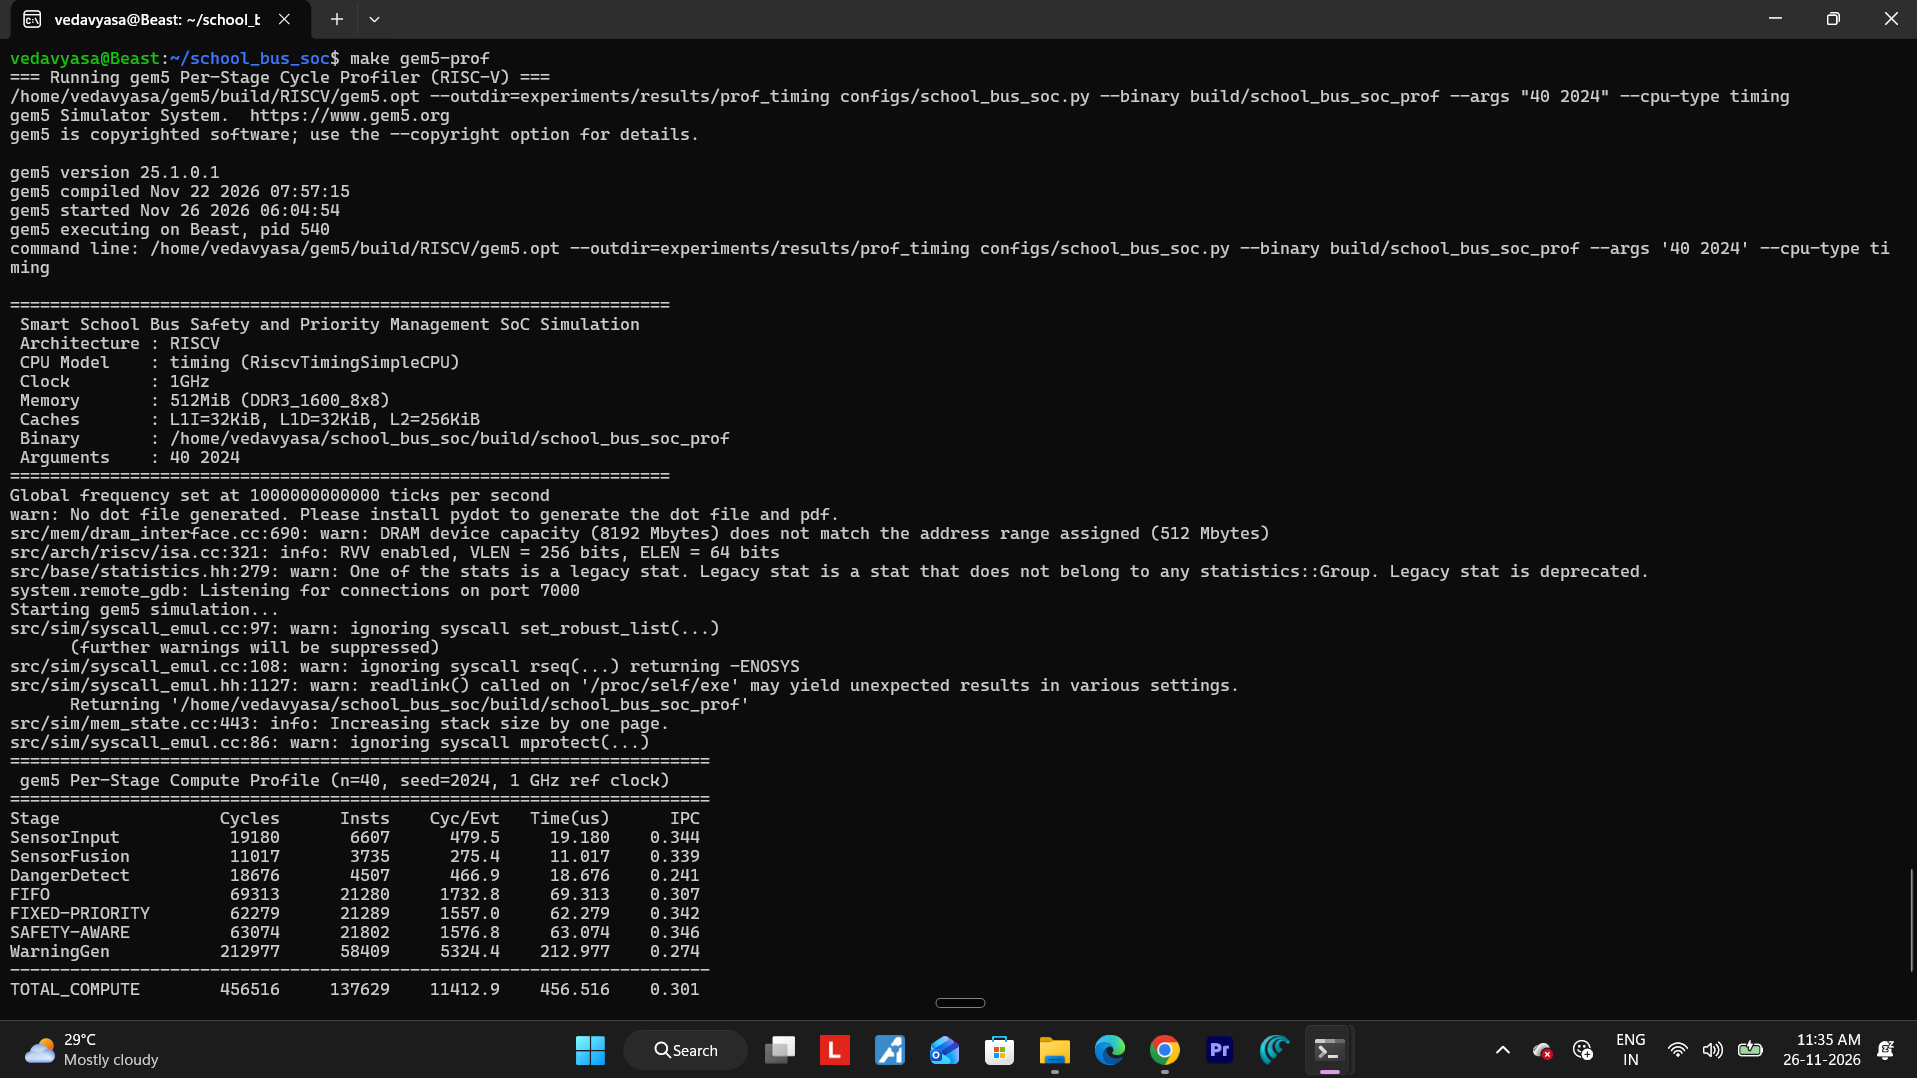 vedavyasa@Beast: ~/school_b
vedavyasa@Beast:~/school_bus_soc$ make gem5-prof
=== Running gem5 Per-Stage Cycle Profiler (RISC-V) ===
/home/vedavyasa/gem5/build/RISCV/gem5.opt --outdir=experiments/results/prof_timing configs/school_bus_soc.py --binary build/school_bus_soc_prof --args "40 2024" --cpu-type timing
gem5 Simulator System.  https://www.gem5.org
gem5 is copyrighted software; use the --copyright option for details.
gem5 version 25.1.0.1
gem5 compiled Nov 22 2026 07:57:15
gem5 started Nov 26 2026 06:04:54
gem5 executing on Beast, pid 540
command line: /home/vedavyasa/gem5/build/RISCV/gem5.opt --outdir=experiments/results/prof_timing configs/school_bus_soc.py --binary build/school_bus_soc_prof --args '40 2024' --cpu-type ti
ming
==================================================================
Smart School Bus Safety and Priority Management SoC Simulation
Architecture : RISCV
CPU Model    : timing (RiscvTimingSimpleCPU)
Clock        : 1GHz
Memory       : 512MiB (DDR3_1600_8x8)
Caches       : L1I=32KiB, L1D=32KiB, L2=256KiB
Binary       : /home/vedavyasa/school_bus_soc/build/school_bus_soc_prof
Arguments    : 40 2024
==================================================================
Global frequency set at 1000000000000 ticks per second
warn: No dot file generated. Please install pydot to generate the dot file and pdf.
src/mem/dram_interface.cc:690: warn: DRAM device capacity (8192 Mbytes) does not match the address range assigned (512 Mbytes)
src/arch/riscv/isa.cc:321: info: RVV enabled, VLEN = 256 bits, ELEN = 64 bits
src/base/statistics.hh:279: warn: One of the stats is a legacy stat. Legacy stat is a stat that does not belong to any statistics::Group. Legacy stat is deprecated.
system.remote_gdb: Listening for connections on port 7000
Starting gem5 simulation...
src/sim/syscall_emul.cc:97: warn: ignoring syscall set_robust_list(...)
(further warnings will be suppressed)
src/sim/syscall_emul.cc:108: warn: ignoring syscall rseq(...) returning -ENOSYS
src/sim/syscall_emul.hh:1127: warn: readlink() called on '/proc/self/exe' may yield unexpected results in various settings.
Returning '/home/vedavyasa/school_bus_soc/build/school_bus_soc_prof'
src/sim/mem_state.cc:443: info: Increasing stack size by one page.
src/sim/syscall_emul.cc:86: warn: ignoring syscall mprotect(...)
======================================================================
gem5 Per-Stage Compute Profile (n=40, seed=2024, 1 GHz ref clock)
======================================================================
Stage                Cycles      Insts    Cyc/Evt   Time(us)      IPC
SensorInput           19180       6607      479.5     19.180    0.344
SensorFusion          11017       3735      275.4     11.017    0.339
DangerDetect          18676       4507      466.9     18.676    0.241
FIFO                  69313      21280     1732.8     69.313    0.307
FIXED-PRIORITY        62279      21289     1557.0     62.279    0.342
SAFETY-AWARE          63074      21802     1576.8     63.074    0.346
WarningGen           212977      58409     5324.4    212.977    0.274
----------------------------------------------------------------------
TOTAL_COMPUTE        456516     137629    11412.9    456.516    0.301
29°C
Mostly cloudy
Search
L
Pr
ENG
IN
11:35 AM
26-11-2026